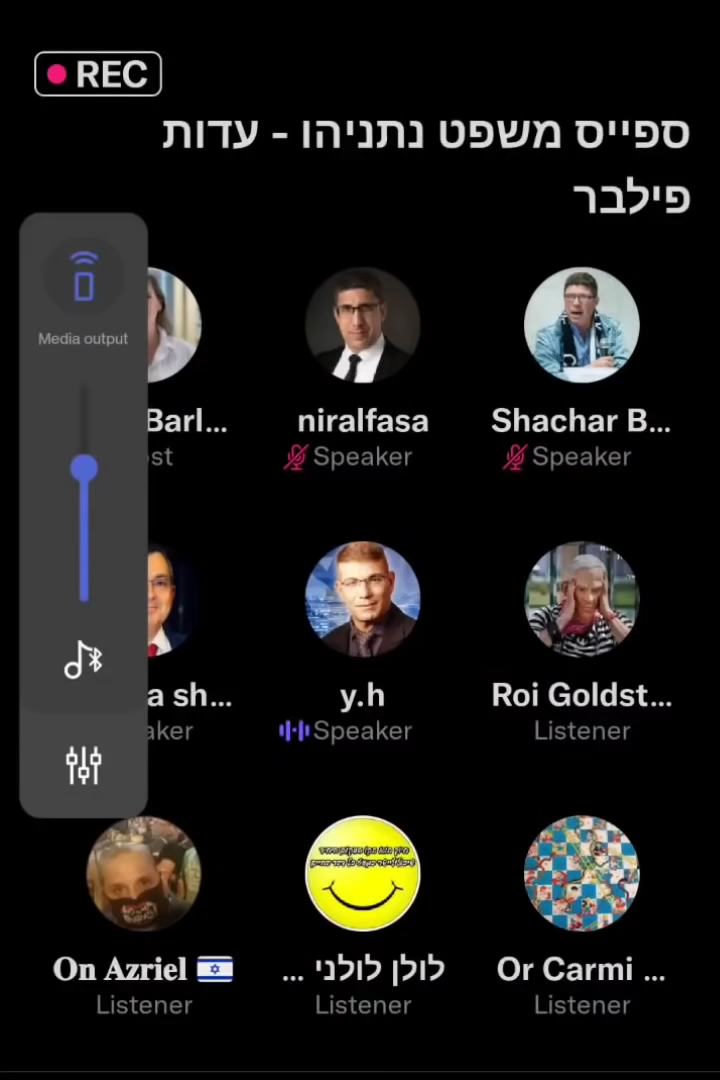 REC
ספייס משפט נתניהו - עדות
פילבר
Media output
Barl...
niralfasa
Shachar B...
ost
Speaker
Speaker
a sh...
y.h
Roi Goldst...
aker
Speaker
Listener
On Azriel
לולן לולני ...
Or Carmi ...
Listener
Listener
Listener